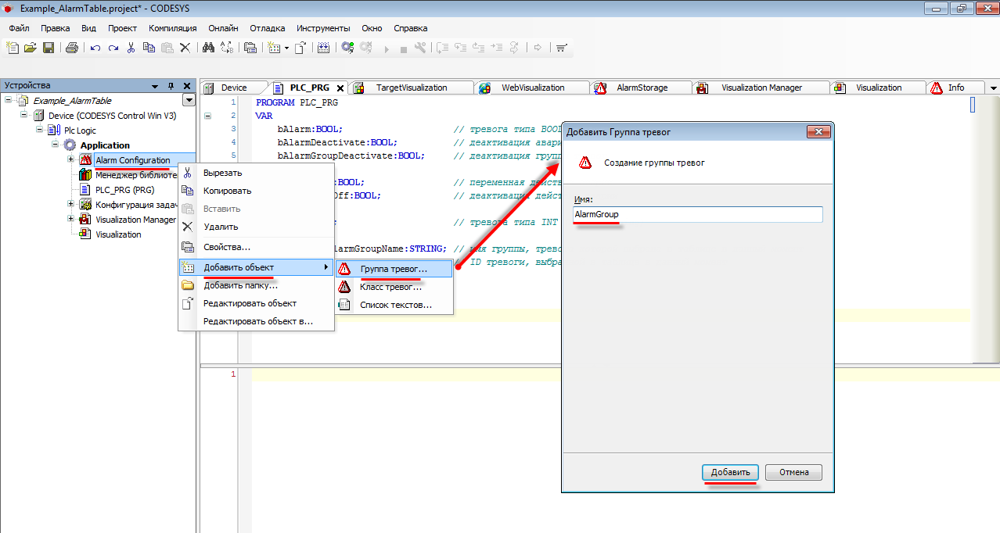 Example_AlarmTable.project* - CODESYS
Файл Правка Вид Проект Компиляция Онлайн Отладка Инструменты Окно Справка
Устройства
Example_AlarmTable
Device (CODESYS Control Win V3)
Plc Logic
Application
Alarm Configuration
Менеджер библиоте
PLC_PRG (PRG)
Конфигурация задач
Visualization Manager
Visualization
Вырезать
Копировать
Вставить
Удалить
Свойства...
Добавить объект
Добавить папку...
Редактировать объект
Редактировать объект в...
Группа тревог...
Класс тревог...
Список текстов...
Device PLC_PRG TargetVisualization WebVisualization AlarmStorage Visualization Manager Visualization Info
1 PROGRAM PLC_PRG
2 VAR
3 bAlarm:BOOL; // тревога типа BOOL
4 bAlarmDeactivate:BOOL; // деактивация авари
5 bAlarmGroupDeactivate:BOOL; // деактивация групп
:BOOL; // переменная действ
Off:BOOL; // деактивация дейст
; // тревога типа INT
larmGroupName:STRING; // имя группы, трево
ID тревоги, выбра
1
Добавить Группа тревог
Создание группы тревог
Имя:
AlarmGroup
Добавить Отмена